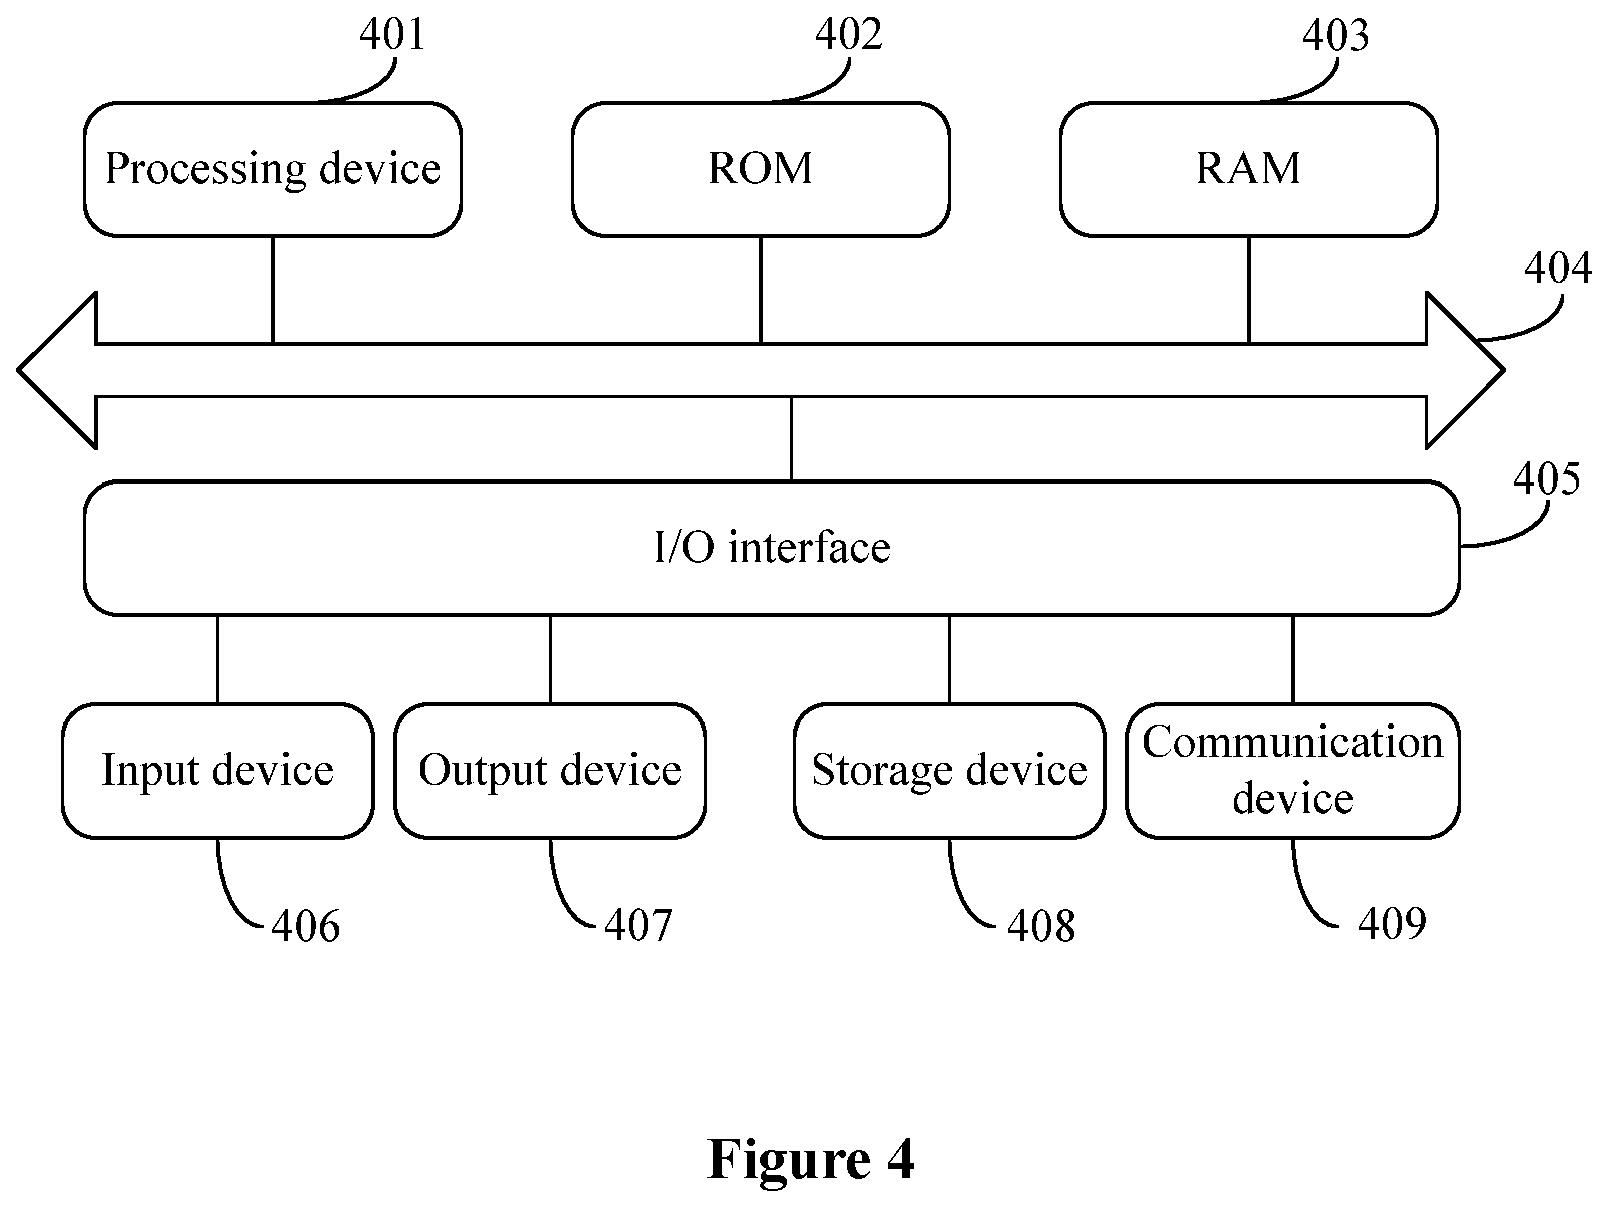 401
402
403
Processing device
ROM
RAM
404
405
I/O interface
Input device
Output device
Storage device
Communication
device
406
407
408
409
Figure 4